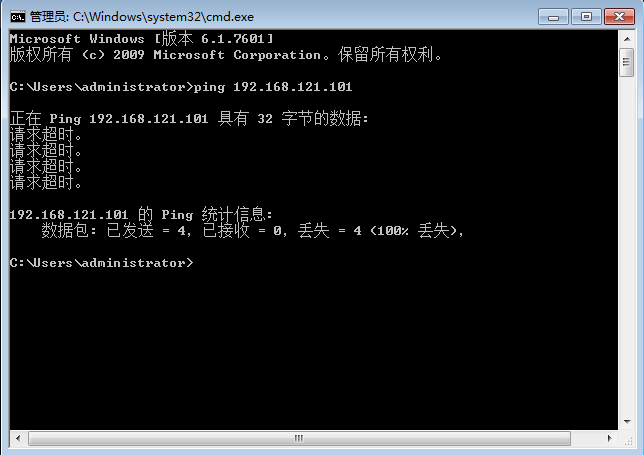 管理员: C:\Windows\system32\cmd.exe
Microsoft Windows [版本 6.1.7601]
版权所有 (c) 2009 Microsoft Corporation。保留所有权利。
C:\Users\administrator>ping 192.168.121.101
正在 Ping 192.168.121.101 具有 32 字节的数据:
请求超时。
请求超时。
请求超时。
请求超时。
192.168.121.101 的 Ping 统计信息:
数据包: 已发送 = 4, 已接收 = 0, 丢失 = 4 (100% 丢失),
C:\Users\administrator>